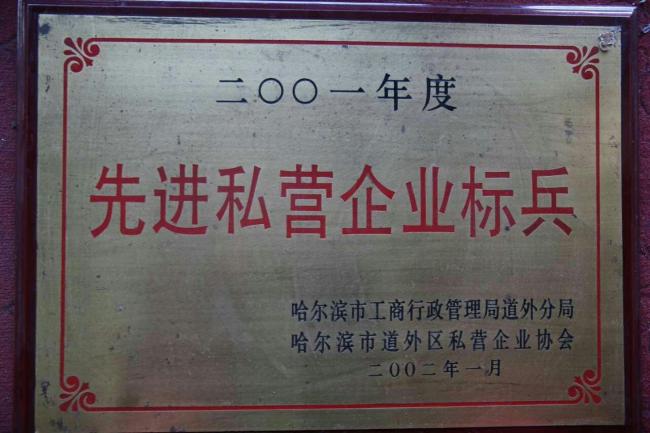 二〇〇一年度
先进私营企业标兵
哈尔滨市工商行政管理局道外分局
哈尔滨市道外区私营企业协会
二〇〇二年一月